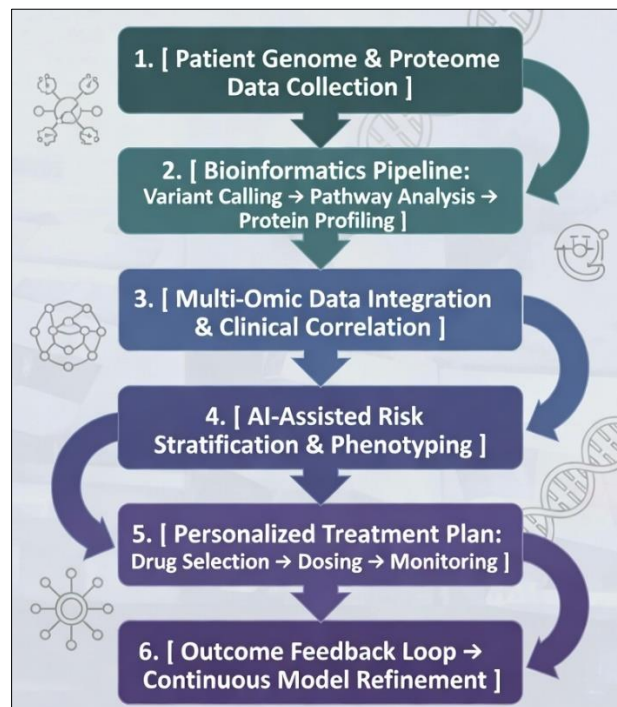 1. [ Patient Genome & Proteome
Data Collection ]
2. [ Bioinformatics Pipeline:
Variant Calling → Pathway Analysis →
Protein Profiling ]
3. [ Multi-Omic Data Integration
& Clinical Correlation ]
4. [ AI-Assisted Risk
Stratification & Phenotyping ]
5. [ Personalized Treatment Plan:
Drug Selection → Dosing → Monitoring ]
6. [ Outcome Feedback Loop →
Continuous Model Refinement ]